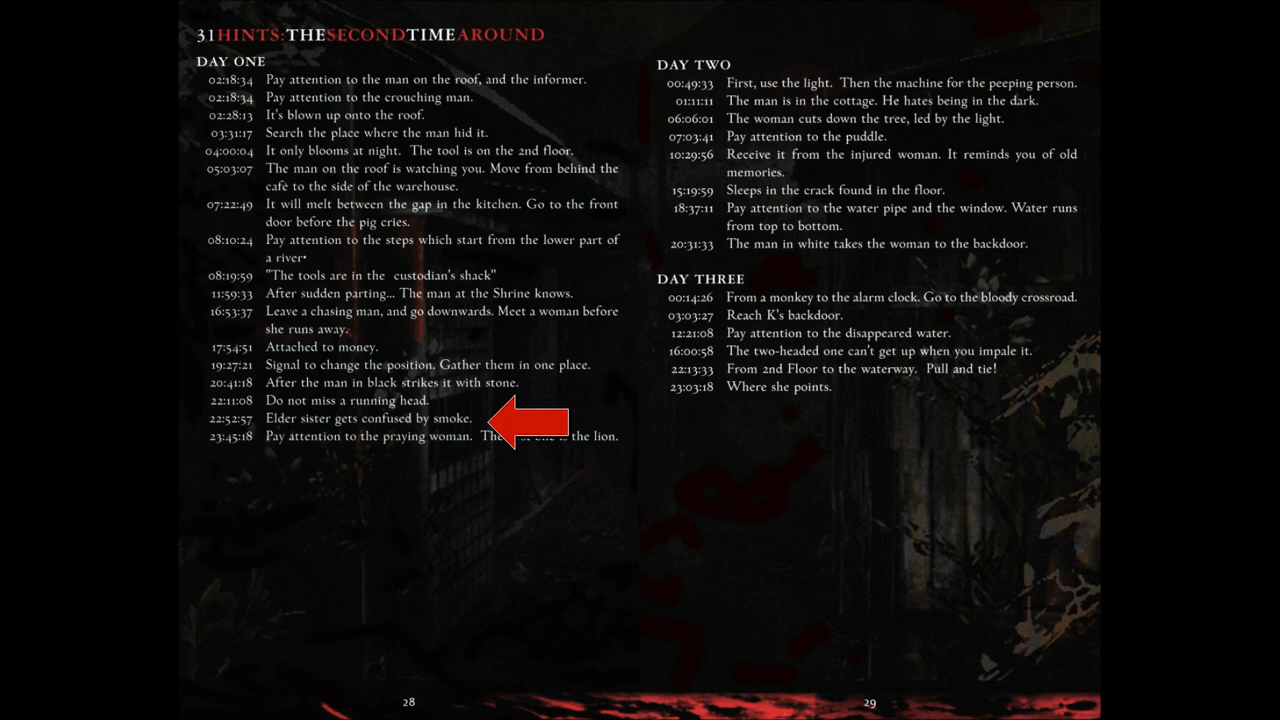 31HINTS:THESECONDTIMEAROUND
DAY ONE
02:18:34 Pay attention to the man on the roof, and the informer.
02:18:34 Pay attention to the crouching man.
02:28:13 It's blown up onto the roof.
03:31:17 Search the place where the man hid it.
04:00:04 It only blooms at night. The tool is on the 2nd floor.
05:03:07 The man on the roof is watching you. Move from behind the
café to the side of the warehouse.
07:22:49 It will melt between the gap in the kitchen. Go to the front
door before the pig cries.
08:10:24 Pay attention to the steps which start from the lower part of
a river.
08:19:59 "The tools are in the custodian's shack"
11:59:33 After sudden parting... The man at the Shrine knows.
16:53:37 Leave a chasing man, and go downwards. Meet a woman before
she runs away.
17:54:51 Attached to money.
19:27:21 Signal to change the position. Gather them in one place.
20:41:18 After the man in black strikes it with stone.
22:11:08 Do not miss a running head.
22:52:57 Elder sister gets confused by smoke.
23:45:18 Pay attention to the praying woman. the lion.
28
DAY TWO
00:49:33 First, use the light. Then the machine for the peeping person.
01:11:11 The man is in the cottage. He hates being in the dark.
06:06:01 The woman cuts down the tree, led by the light.
07:03:41 Pay attention to the puddle.
10:29:56 Receive it from the injured woman. It reminds you of old
memories.
15:19:59 Sleeps in the crack found in the floor.
18:37:11 Pay attention to the water pipe and the window. Water runs
from top to bottom.
20:31:33 The man in white takes the woman to the backdoor.
DAY THREE
00:14:26 From a monkey to the alarm clock. Go to the bloody crossroad.
03:03:27 Reach K's backdoor.
12:21:08 Pay attention to the disappeared water.
16:00:58 The two-headed one can't get up when you impale it.
22:13:33 From 2nd Floor to the waterway. Pull and tie!
23:03:18 Where she points.
29